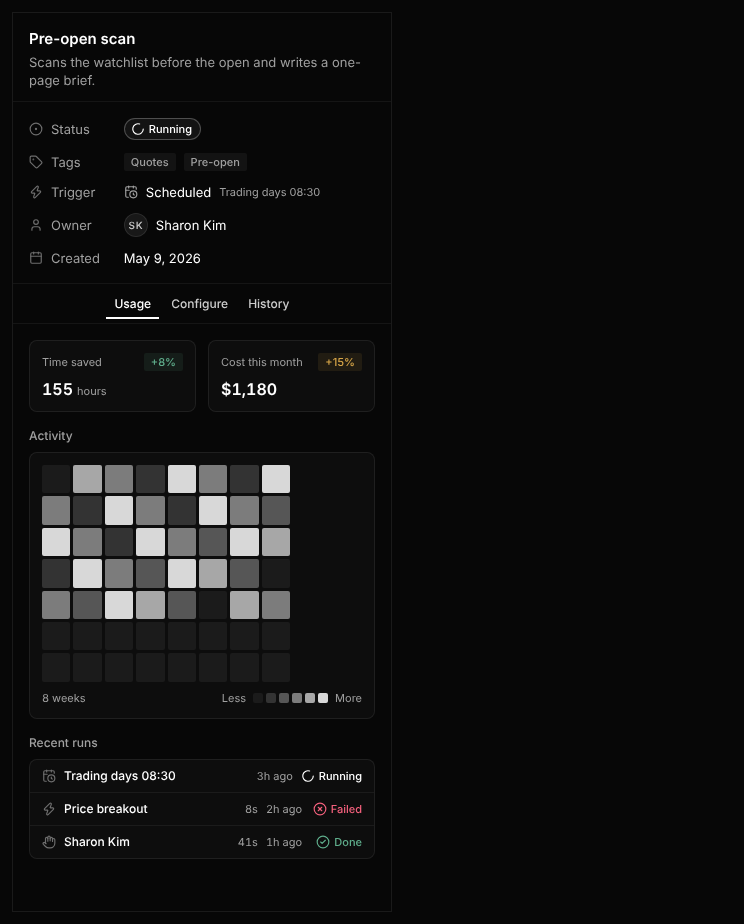 Pre-open scan
Scans the watchlist before the open and writes a one-
page brief.
Status Running
Tags Quotes Pre-open
Trigger Scheduled Trading days 08:30
Owner SK Sharon Kim
Created May 9, 2026
Usage Configure History
Time saved +8% Cost this month +15%
155 hours $1,180
Activity
8 weeks Less More
Recent runs
Trading days 08:30 3h ago Running
Price breakout 8s 2h ago Failed
Sharon Kim 41s 1h ago Done